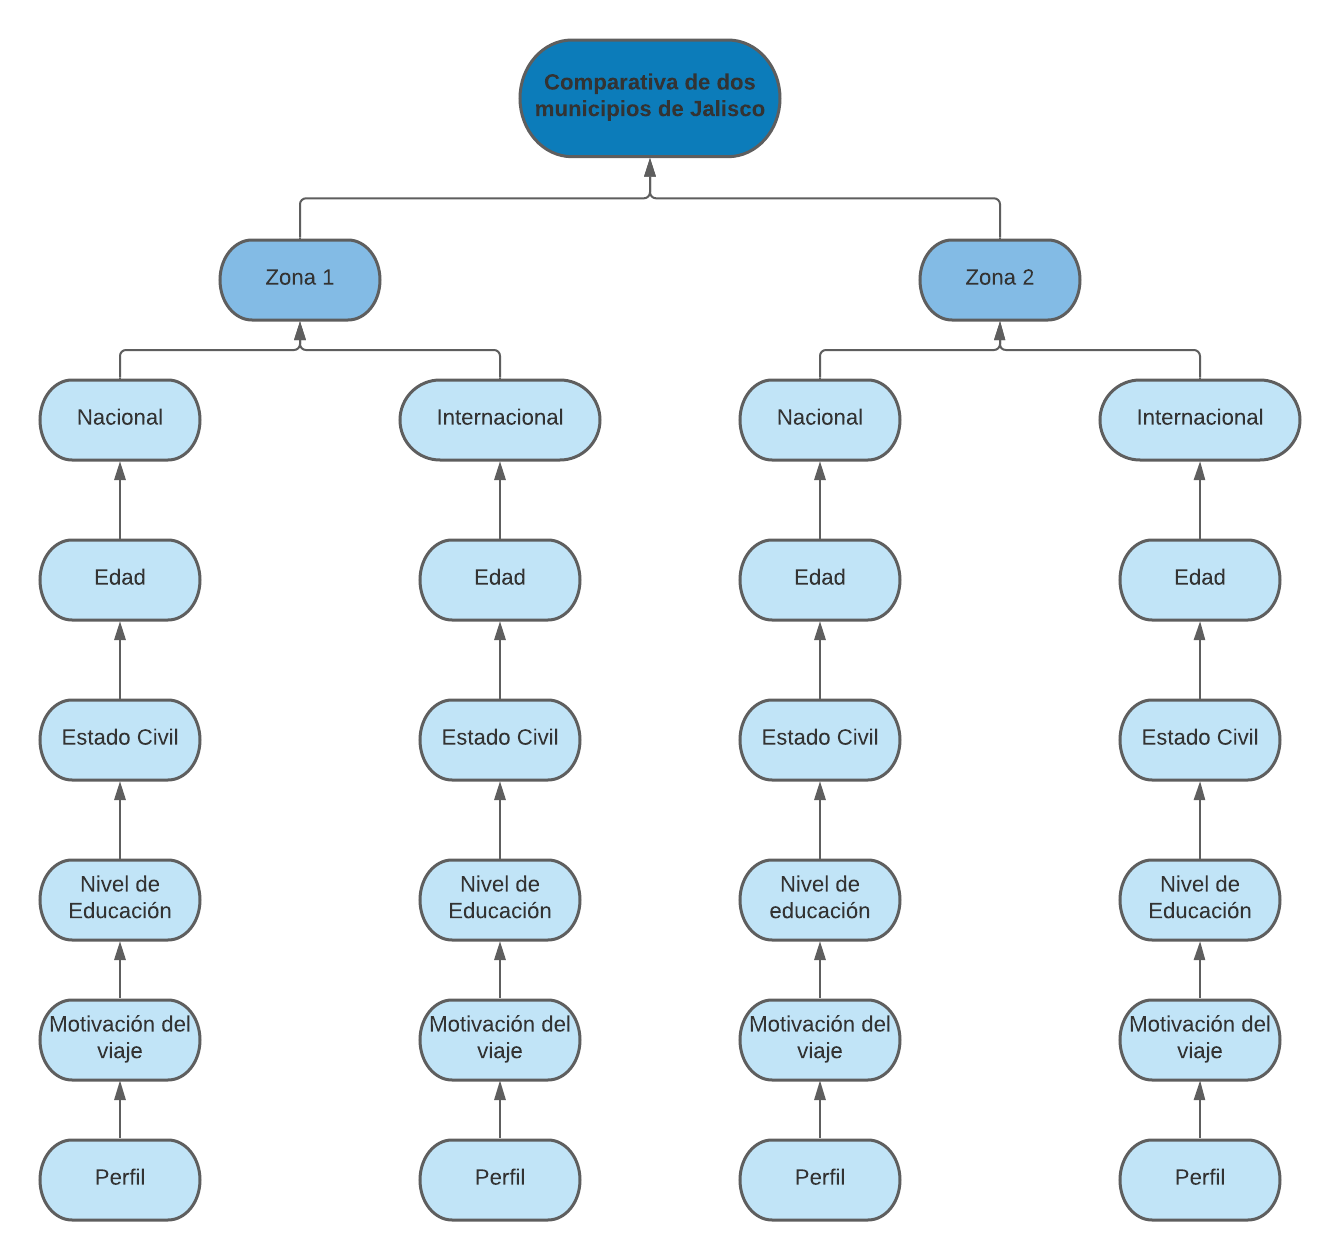 Comparativa de dos
municipios de Jalisco
Zona 1
Zona 2
Nacional
Internacional
Nacional
Internacional
Edad
Edad
Edad
Edad
Estado Civil
Estado Civil
Estado Civil
Estado Civil
Nivel de
Educación
Nivel de
Educación
Nivel de
educación
Nivel de
Educación
Motivación del
viaje
Motivación del
viaje
Motivación del
viaje
Motivación del
viaje
Perfil
Perfil
Perfil
Perfil